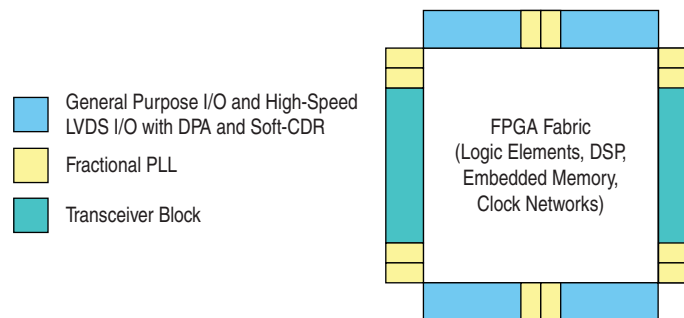 General Purpose I/O and High-Speed
LVDS I/O with DPA and Soft-CDR
Fractional PLL
Transceiver Block
FPGA Fabric
(Logic Elements, DSP,
Embedded Memory,
Clock Networks)